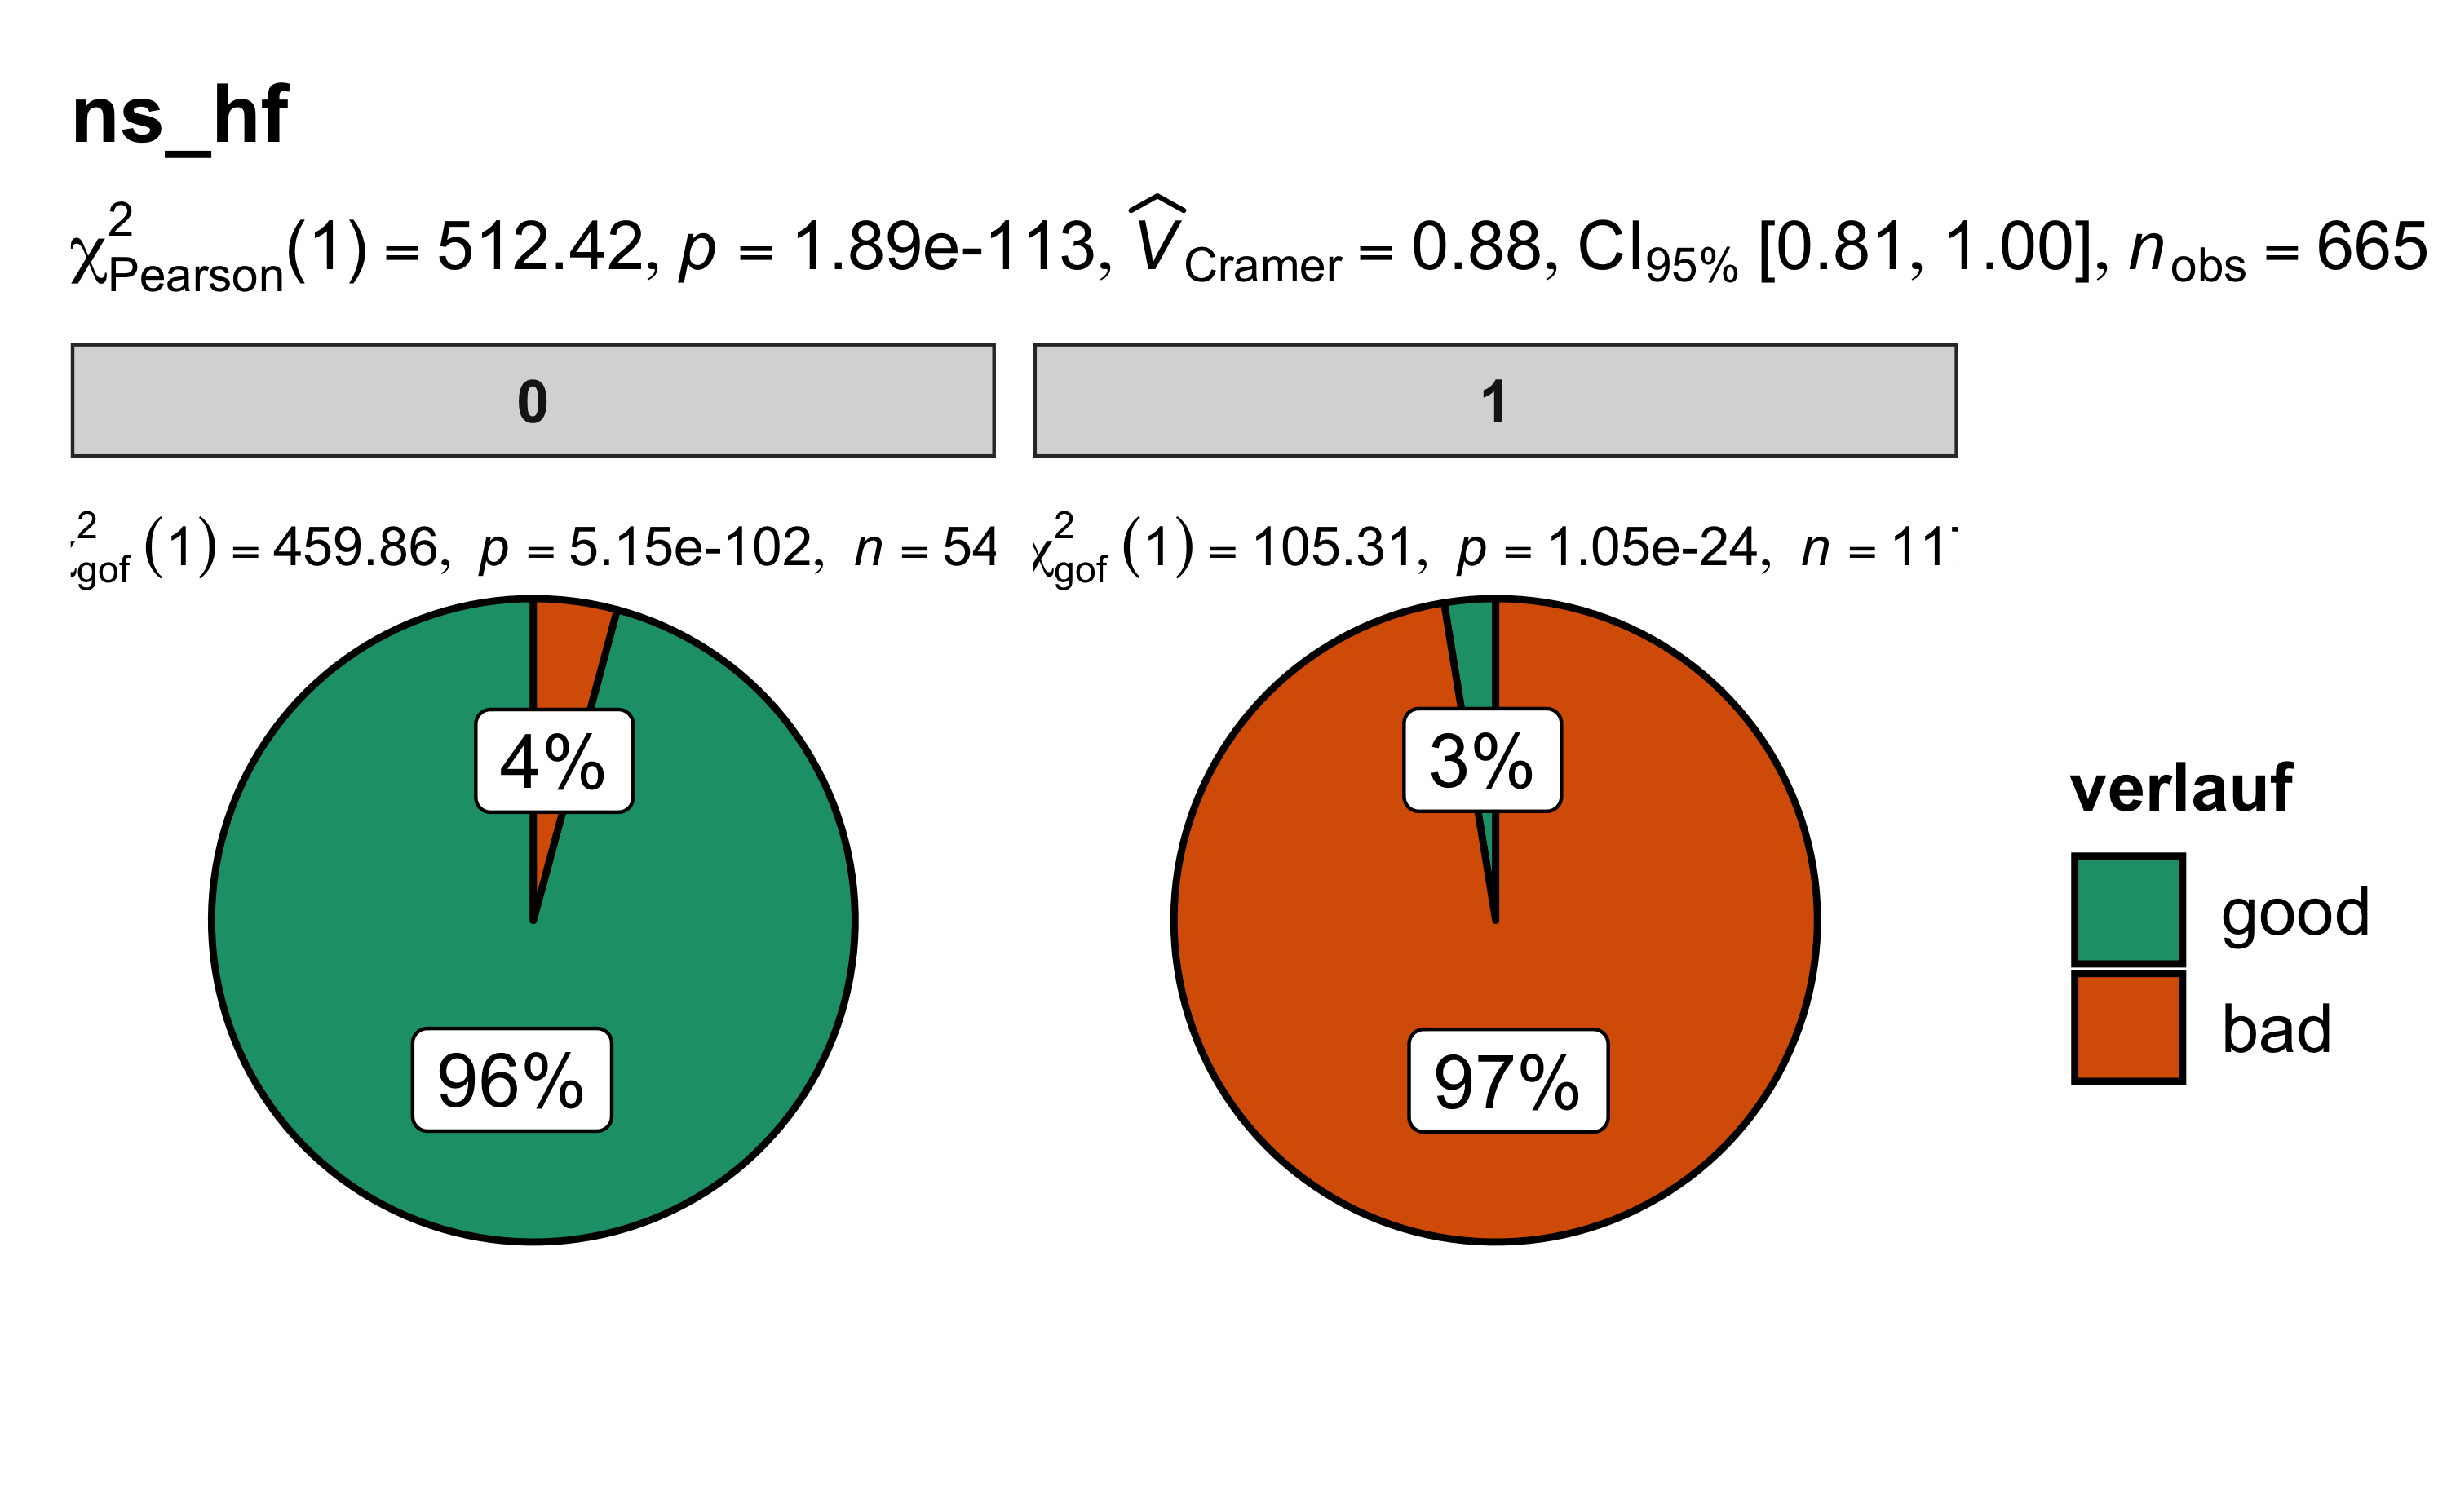 ns_hf
χ²Pearson(1) = 512.42, p = 1.89e-113, V̂Cramer = 0.88, CI95% [0.81, 1.00], nobs = 665
0 1
²gof (1) = 459.86, p = 5.15e-102, n = 54
χ²gof (1) = 105.31, p = 1.05e-24, n = 117
4%
96%
3%
97%
verlauf
good
bad